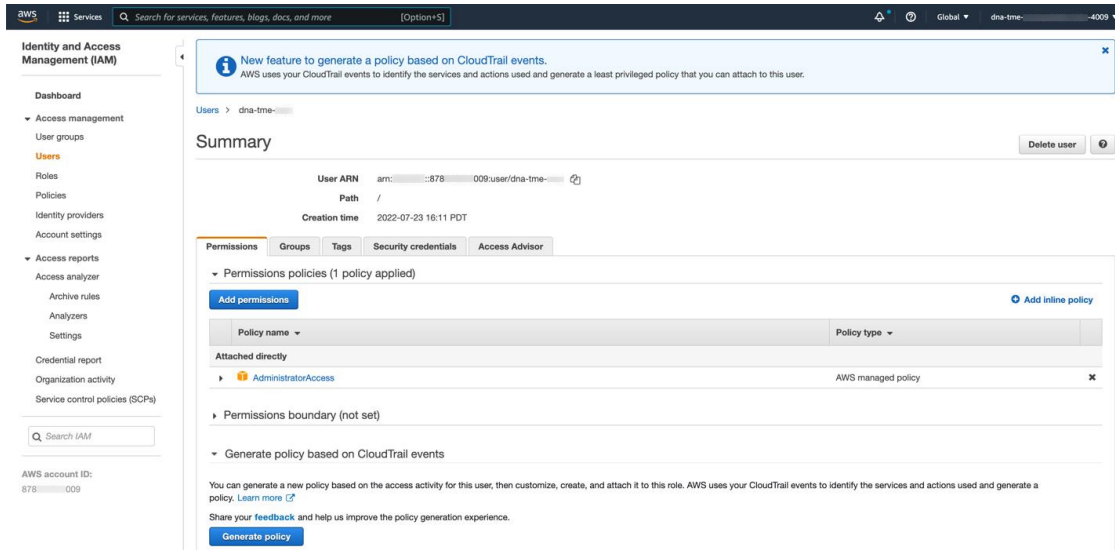 aws Services Search for services, features, blogs, docs, and more [Option+S] Global dna-tme- -4009
Identity and Access
Management (IAM)
Dashboard
Access management
User groups
Users
Roles
Policies
Identity providers
Account settings
Access reports
Access analyzer
Archive rules
Analyzers
Settings
Credential report
Organization activity
Service control policies (SCPs)
Search IAM
AWS account ID:
878 009
New feature to generate a policy based on CloudTrail events.
AWS uses your CloudTrail events to identify the services and actions used and generate a least privileged policy that you can attach to this user.
Users > dna-tme-
Summary
Delete user
User ARN arn: ::878 009:user/dna-tme-
Path /
Creation time 2022-07-23 16:11 PDT
Permissions Groups Tags Security credentials Access Advisor
Permissions policies (1 policy applied)
Add permissions Add inline policy
Policy name Policy type
Attached directly
AdministratorAccess AWS managed policy
Permissions boundary (not set)
Generate policy based on CloudTrail events
You can generate a new policy based on the access activity for this user, then customize, create, and attach it to this role. AWS uses your CloudTrail events to identify the services and actions used and generate a
policy. Learn more
Share your feedback and help us improve the policy generation experience.
Generate policy